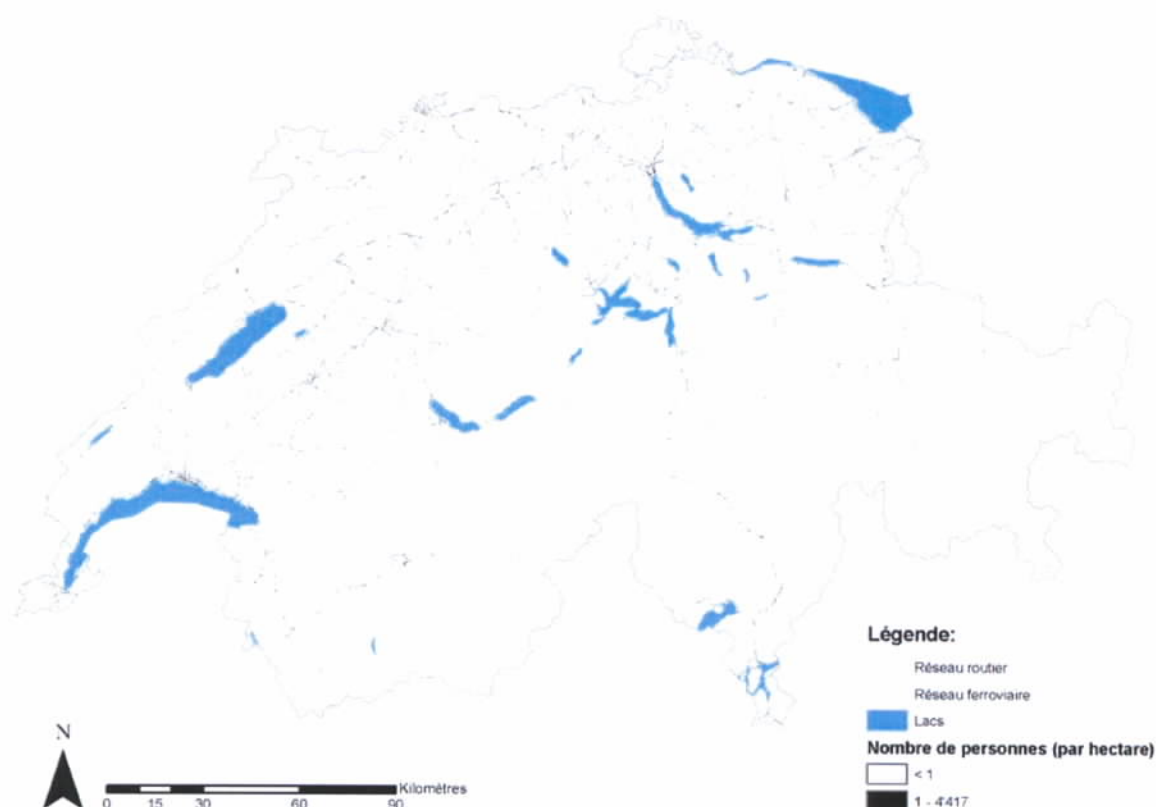 Légende:
Réseau routier
Réseau ferroviaire
Lacs
Nombre de personnes (par hectare)
< 1
1 - 4'417
N
Kilomètres
0 15 30 60 90